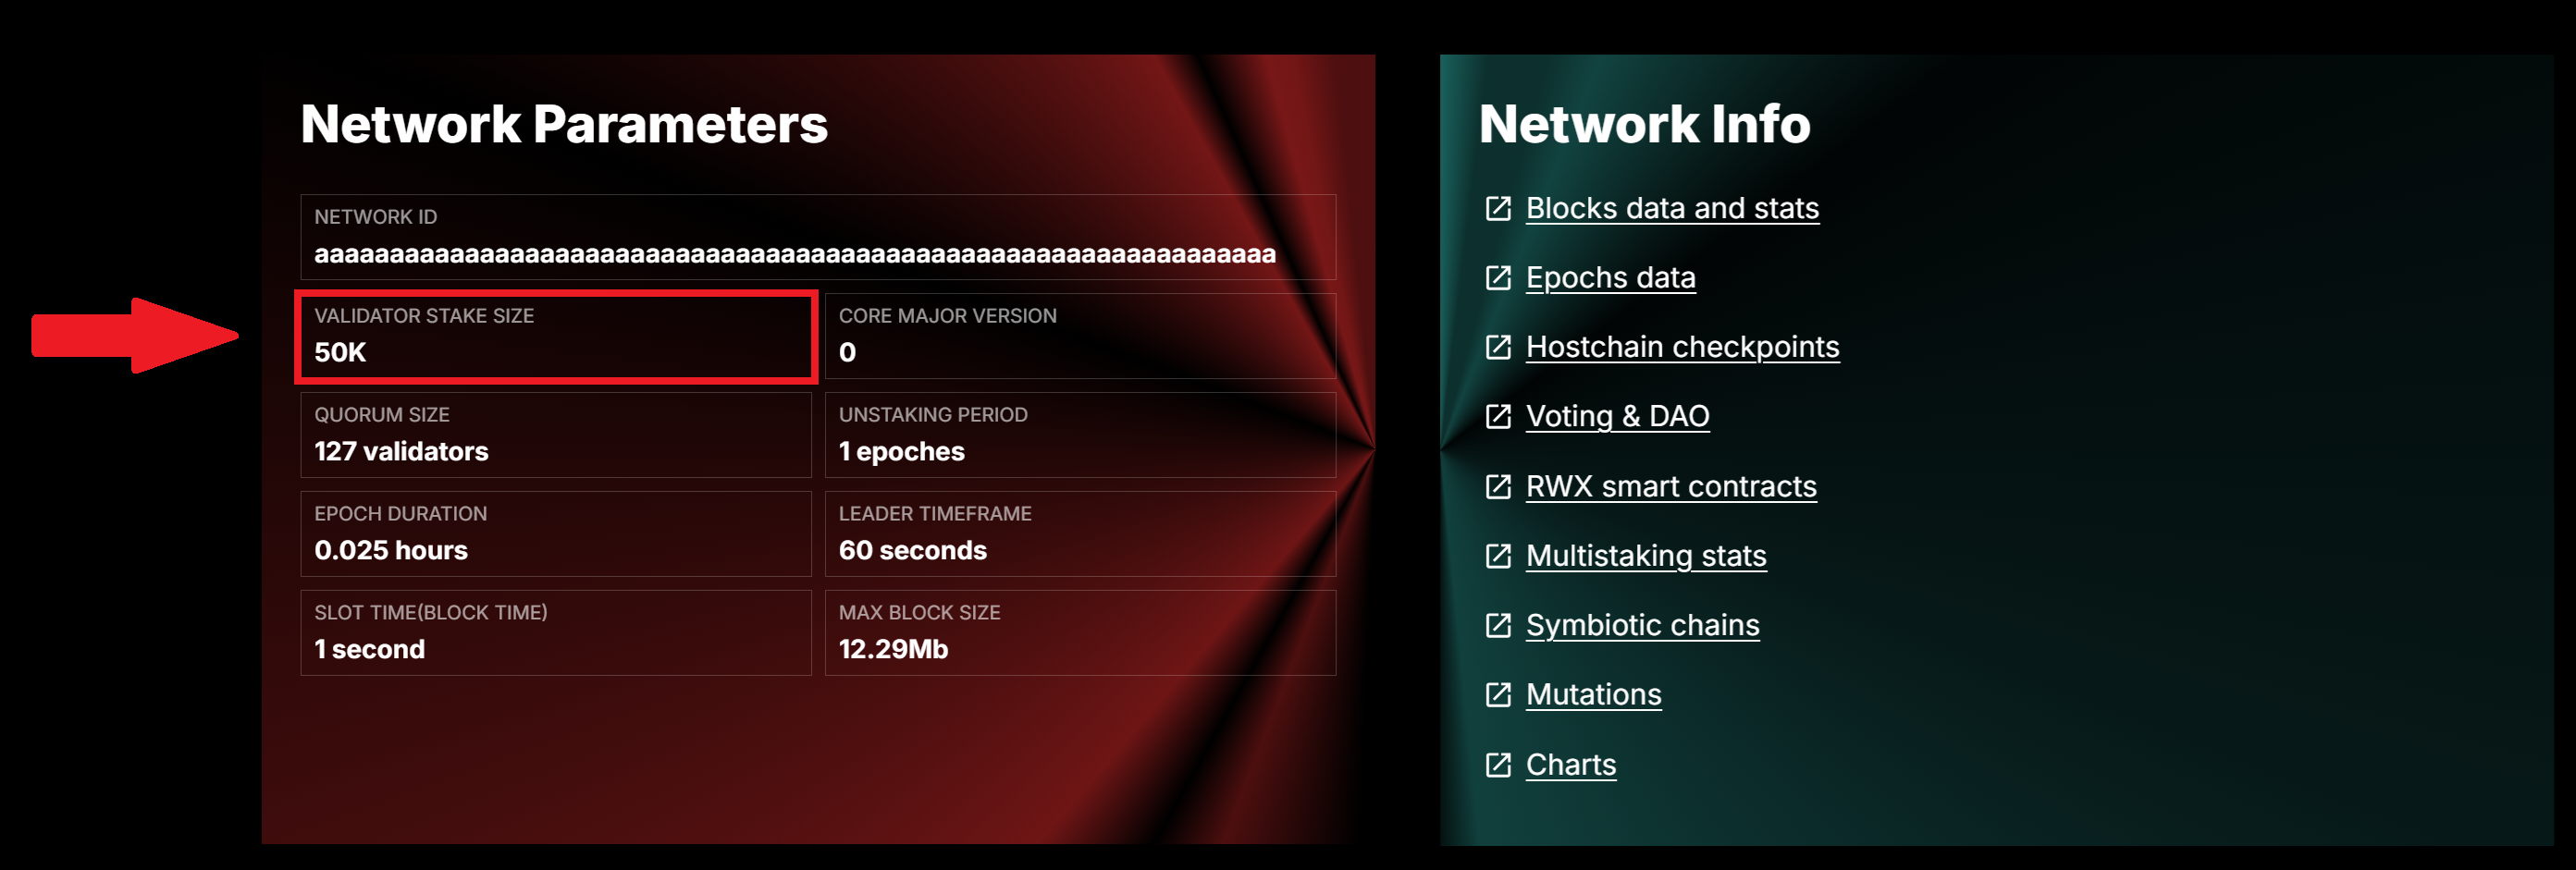 Network Parameters
NETWORK ID
aaaaaaaaaaaaaaaaaaaaaaaaaaaaaaaaaaaaaaaaaaaaaaaaaaaaaaaaaaaaaaaa
VALIDATOR STAKE SIZE
50K
CORE MAJOR VERSION
0
QUORUM SIZE
127 validators
UNSTAKING PERIOD
1 epoches
EPOCH DURATION
0.025 hours
LEADER TIMEFRAME
60 seconds
SLOT TIME(BLOCK TIME)
1 second
MAX BLOCK SIZE
12.29Mb
Network Info
Blocks data and stats
Epochs data
Hostchain checkpoints
Voting & DAO
RWX smart contracts
Multistaking stats
Symbiotic chains
Mutations
Charts